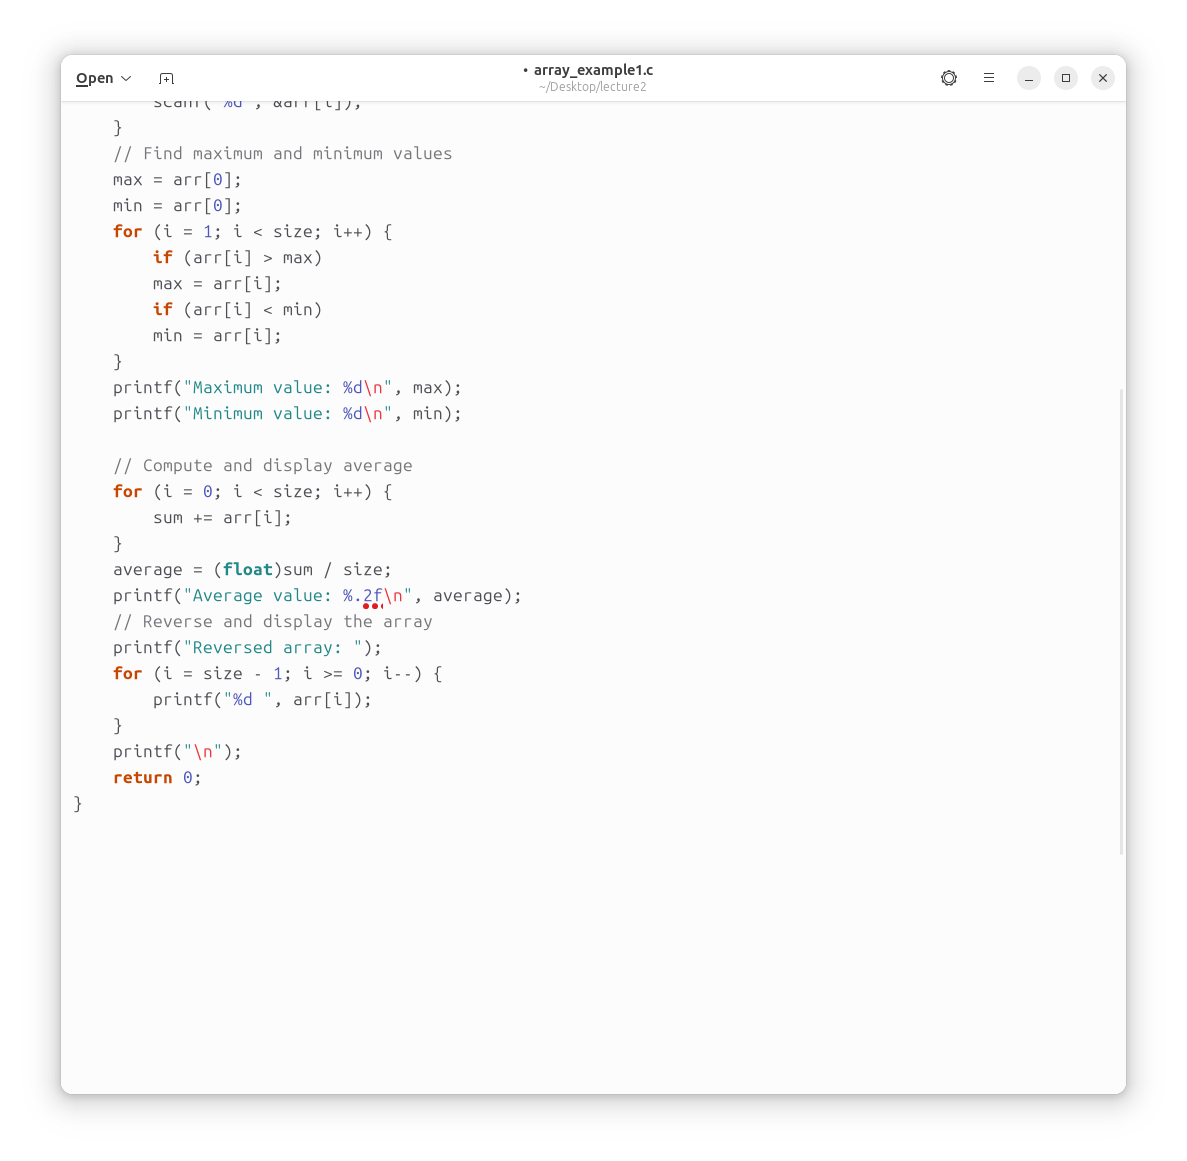 Open
• array_example1.c
~/Desktop/lecture2
        scanf("%d", &arr[i]);
    }
    // Find maximum and minimum values
    max = arr[0];
    min = arr[0];
    for (i = 1; i < size; i++) {
        if (arr[i] > max)
        max = arr[i];
        if (arr[i] < min)
        min = arr[i];
    }
    printf("Maximum value: %d\n", max);
    printf("Minimum value: %d\n", min);

    // Compute and display average
    for (i = 0; i < size; i++) {
        sum += arr[i];
    }
    average = (float)sum / size;
    printf("Average value: %.2f\n", average);
    // Reverse and display the array
    printf("Reversed array: ");
    for (i = size - 1; i >= 0; i--) {
        printf("%d ", arr[i]);
    }
    printf("\n");
    return 0;
}